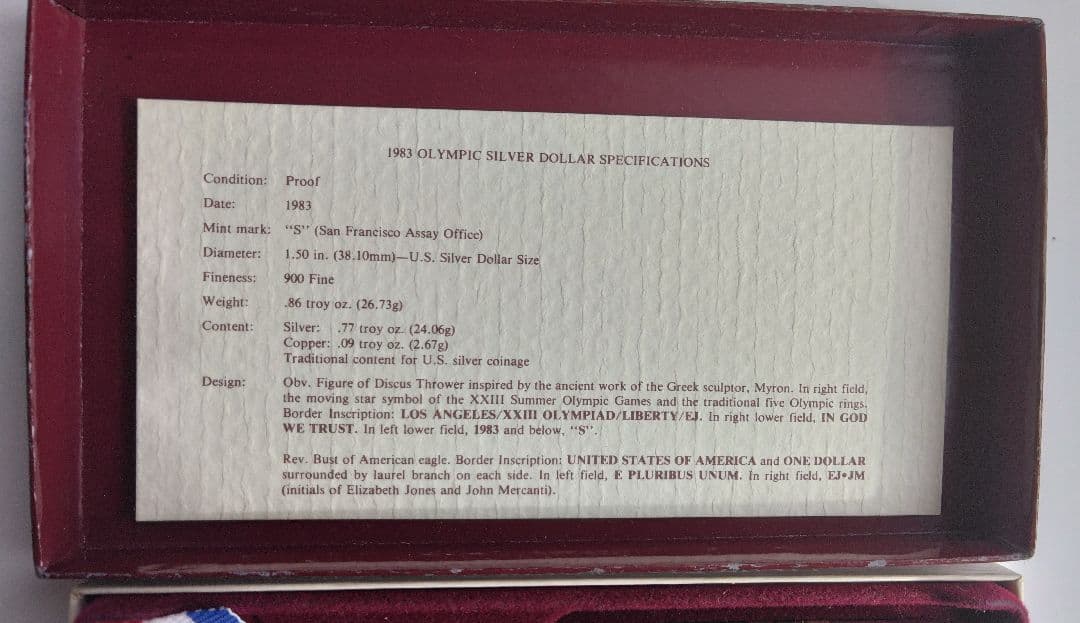 1983 OLYMPIC SILVER DOLLAR SPECIFICATIONS
Condition: Proof
Date: 1983
Mint mark: "S" (San Francisco Assay Office)
Diameter: 1.50 in. (38.10mm)—U.S. Silver Dollar Size
Fineness: 900 Fine
Weight: .86 troy oz. (26.73g)
Content: Silver: .77 troy oz. (24.06g)
Copper: .09 troy oz. (2.67g)
Traditional content for U.S. silver coinage
Design: Obv. Figure of Discus Thrower inspired by the ancient work of the Greek sculptor, Myron. In right field,
the moving star symbol of the XXIII Summer Olympic Games and the traditional five Olympic rings.
Border Inscription: LOS ANGELES/XXIII OLYMPIAD/LIBERTY/EJ. In right lower field, IN GOD
WE TRUST. In left lower field, 1983 and below, "S".
Rev. Bust of American eagle. Border Inscription: UNITED STATES OF AMERICA and ONE DOLLAR
surrounded by laurel branch on each side. In left field, E PLURIBUS UNUM. In right field, EJ•JM
(initials of Elizabeth Jones and John Mercanti).